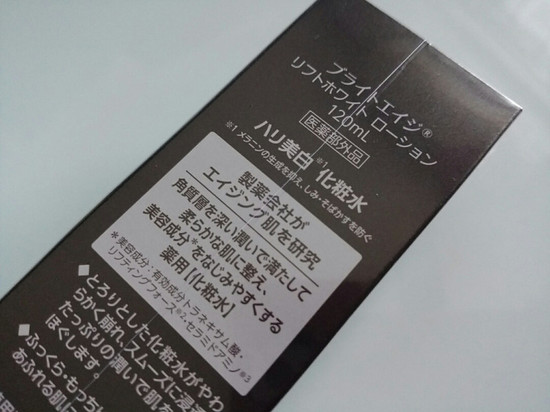 ブライトエイジ®
リフトホワイト ローション
120mL
医薬部外品
ハリ美白※1 化粧水
※1 メラニンの生成を抑え、しみ・そばかすを防ぐ
製薬会社が
エイジング肌を研究
角質層を深い潤いで満たして
柔らかな肌に整え、
美容成分*をなじみやすくする
薬用[化粧水]
*美容成分:有効成分トラネキサム酸、
リフティングフォース※2、セラミドアミノ※3
◆とろりとした化粧水がやわ
らかく崩れ、スムーズに浸
たっぷりの潤いで肌を
ほぐします。
◆ふっくら、もっち
あふれる肌に